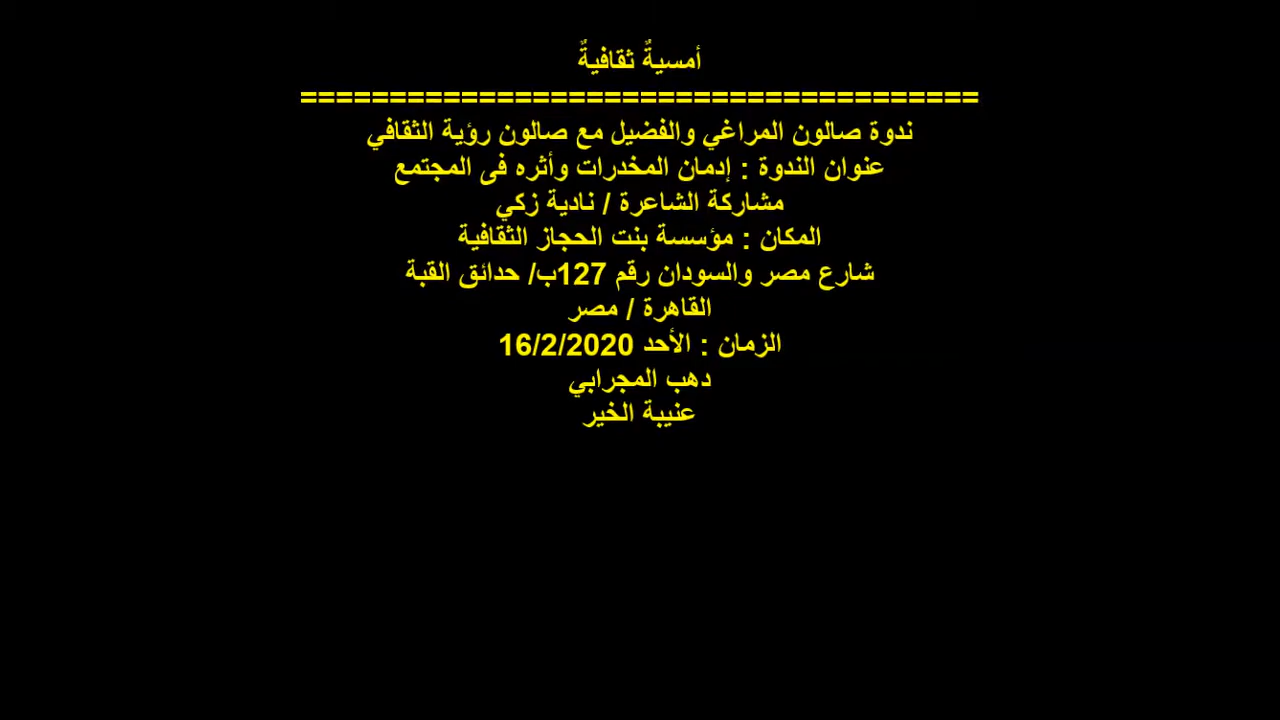 أمسيةٌ ثقافيةٌ
======================================
ندوة صالون المراغي والفضيل مع صالون رؤية الثقافي
عنوان الندوة : إدمان المخدرات وأثره فى المجتمع
مشاركة الشاعرة / نادية زكي
المكان : مؤسسة بنت الحجاز الثقافية
شارع مصر والسودان رقم 127ب/ حدائق القبة
القاهرة / مصر
الزمان : الأحد 16/2/2020
دهب المجرابي
عنيبة الخير